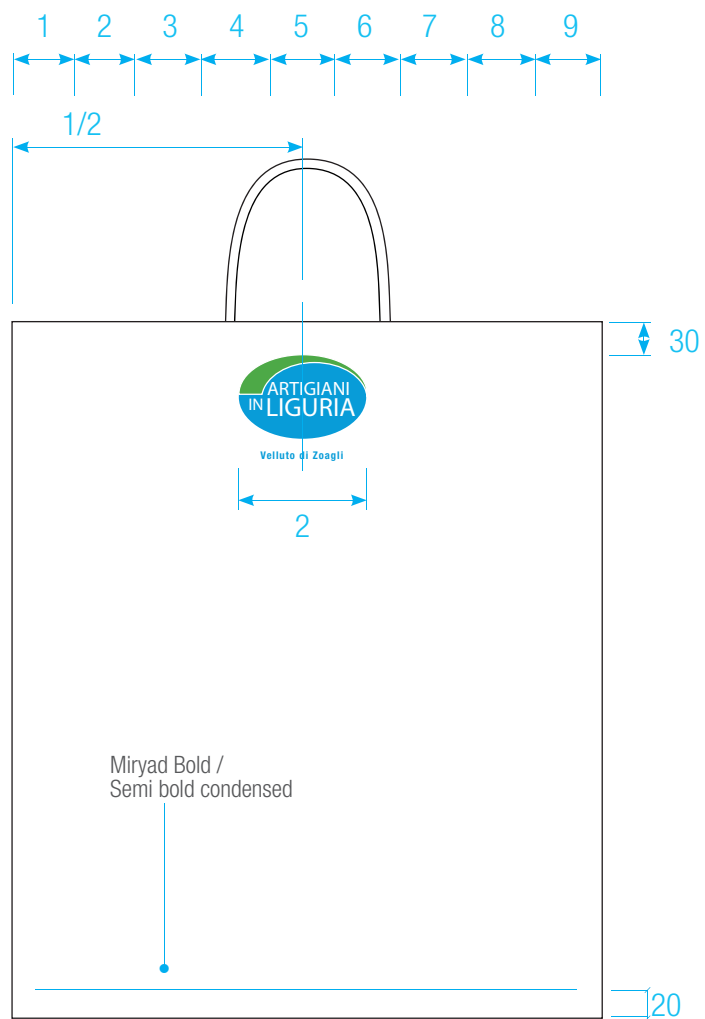 1 2 3 4 5 6 7 8 9
1/2
30
ARTIGIANI
IN LIGURIA
Velluto di Zoagli
2
Miryad Bold /
Semi bold condensed
20